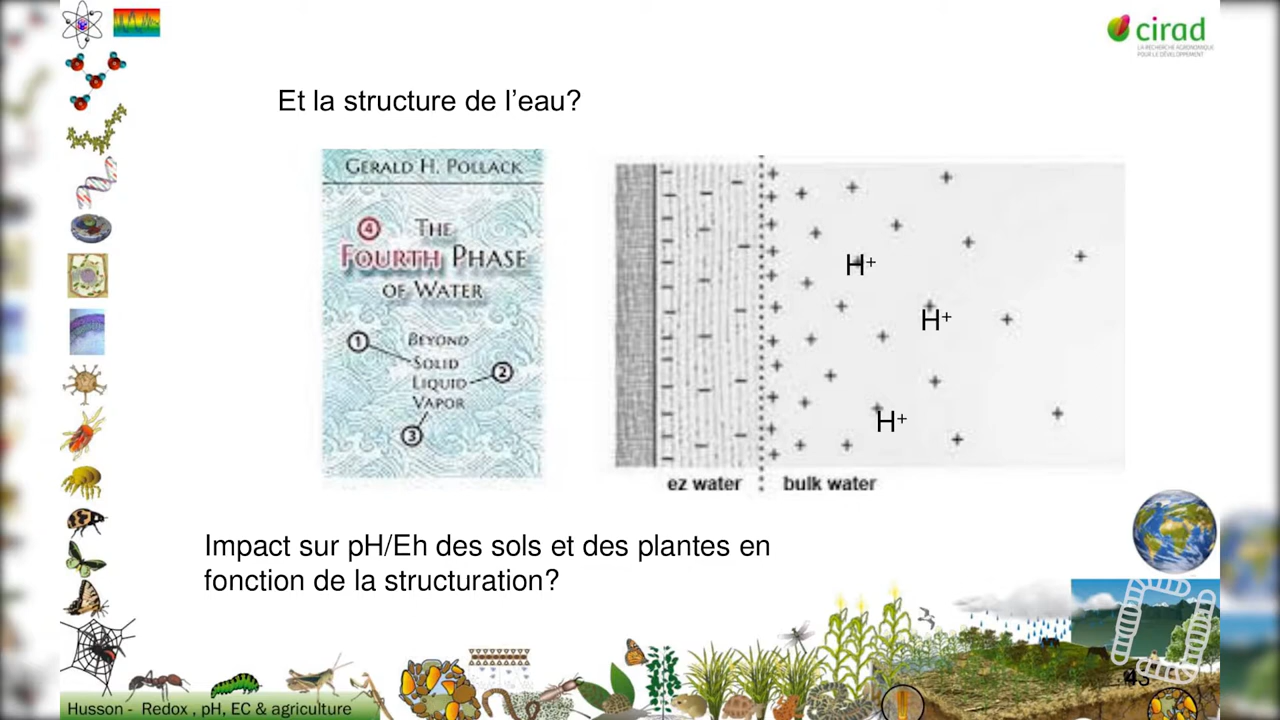 cirad
LA RECHERCHE AGRONOMIQUE
POUR LE DÉVELOPPEMENT
Et la structure de l’eau?
GERALD H. POLLACK
4 THE
FOURTH PHASE
OF WATER
1 BEYOND
SOLID
LIQUID 2
VAPOR
3
H+
H+
H+
ez water bulk water
Impact sur pH/Eh des sols et des plantes en
fonction de la structuration?
Husson - Redox , pH, EC & agriculture